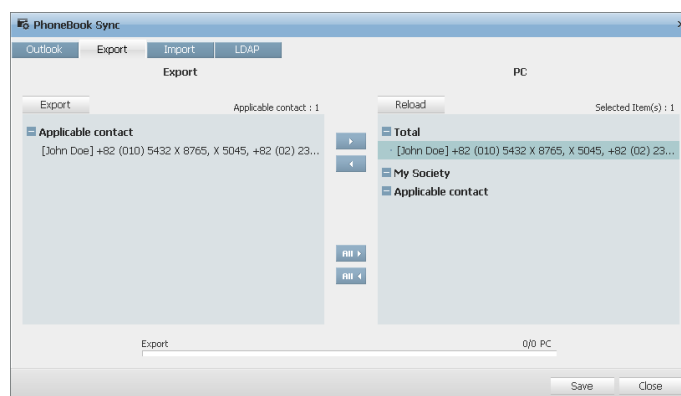 PhoneBook Sync
Outlook Export Import LDAP
Export PC
Export Applicable contact : 1 Reload Selected Item(s) : 1
Applicable contact
[John Doe] +82 (010) 5432 X 8765, X 5045, +82 (02) 23...
Total
[John Doe] +82 (010) 5432 X 8765, X 5045, +82 (02) 23...
My Society
Applicable contact
All
All
Export 0/0 PC
Save Close